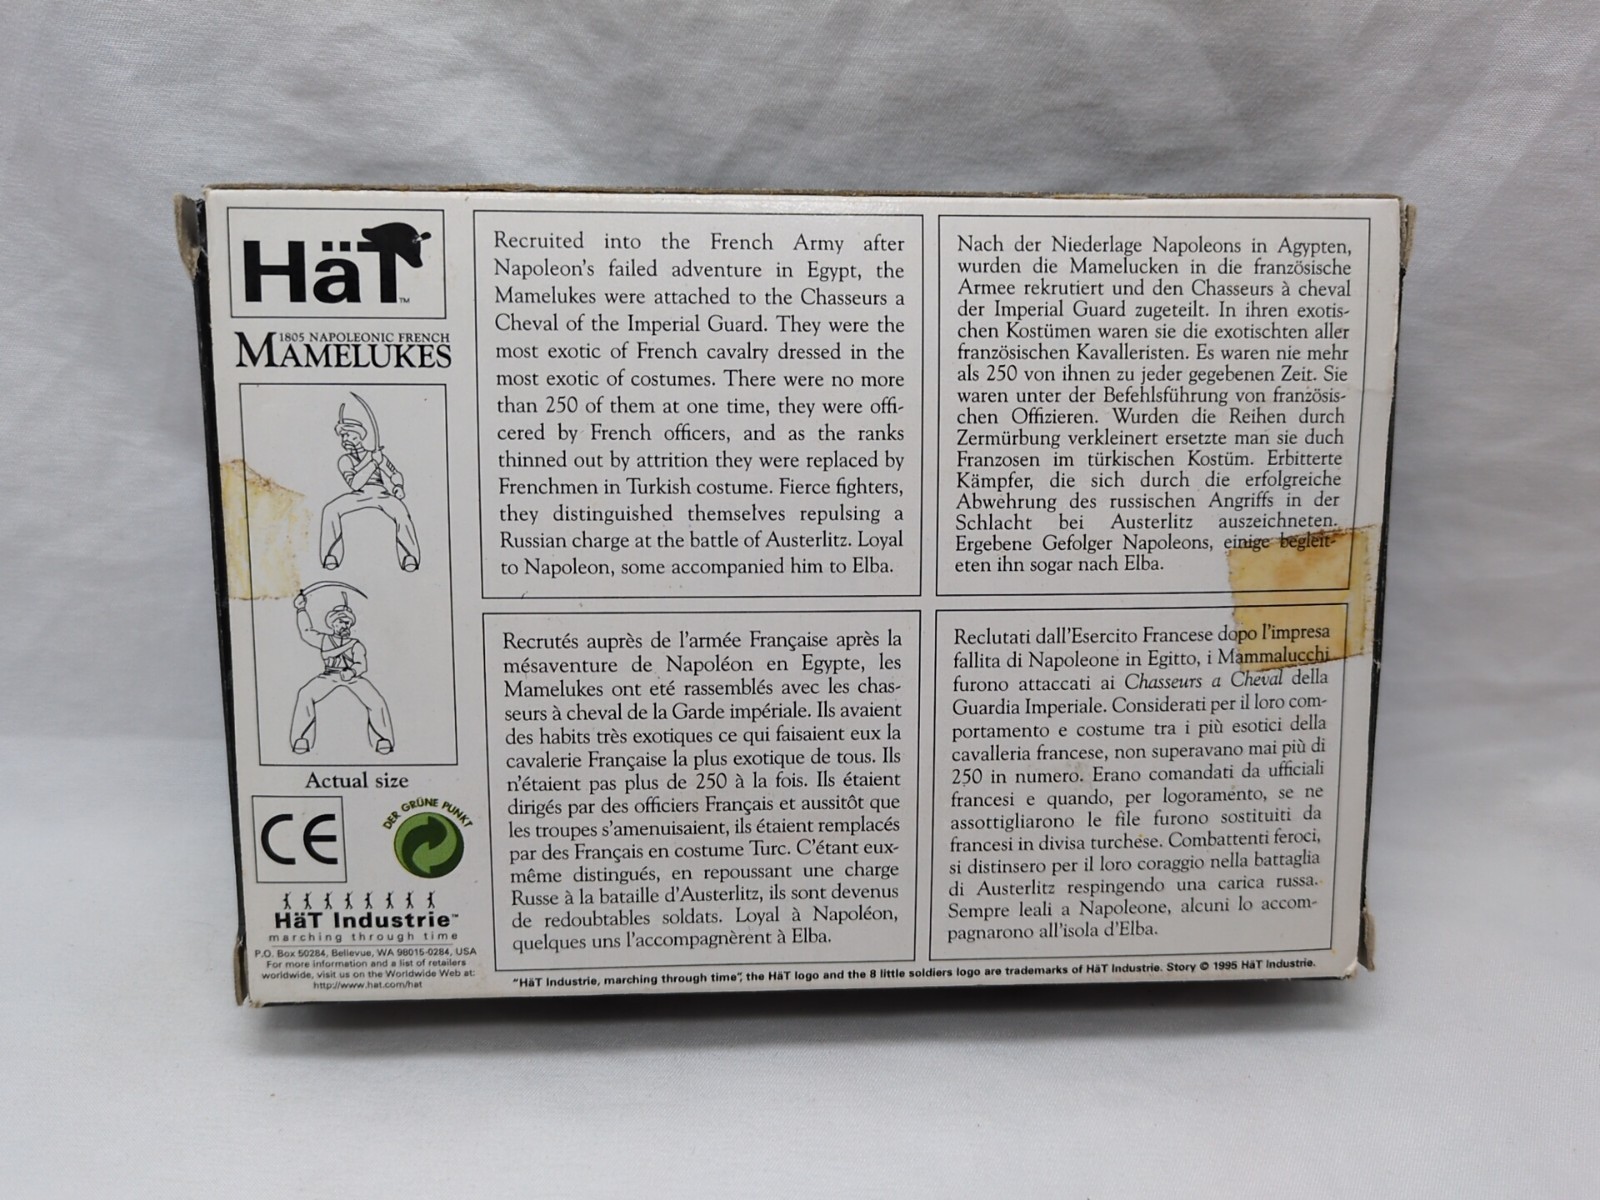 HäT™
1805 NAPOLEONIC FRENCH
MAMELUKES
Actual size
CE
DER GRÜNE PUNKT
HäT Industrie™
marching through time
P.O. Box 50284, Bellevue, WA 98015-0284, USA
For more information and a list of retailers
worldwide, visit us on the Worldwide Web at:
http://www.hat.com/hat
Recruited into the French Army after
Napoleon's failed adventure in Egypt, the
Mamelukes were attached to the Chasseurs a
Cheval of the Imperial Guard. They were the
most exotic of French cavalry dressed in the
most exotic of costumes. There were no more
than 250 of them at one time, they were offi-
cered by French officers, and as the ranks
thinned out by attrition they were replaced by
Frenchmen in Turkish costume. Fierce fighters,
they distinguished themselves repulsing a
Russian charge at the battle of Austerlitz. Loyal
to Napoleon, some accompanied him to Elba.
Nach der Niederlage Napoleons in Agypten,
wurden die Mamelucken in die französische
Armee rekrutiert und den Chasseurs à cheval
der Imperial Guard zugeteilt. In ihren exotis-
chen Kostümen waren sie die exotischten aller
französischen Kavalleristen. Es waren nie mehr
als 250 von ihnen zu jeder gegebenen Zeit. Sie
waren unter der Befehlsführung von französis-
chen Offizieren. Wurden die Reihen durch
Zermürbung verkleinert ersetzte man sie duch
Franzosen im türkischen Kostüm. Erbitterte
Kämpfer, die sich durch die erfolgreiche
Abwehrung des russischen Angriffs in der
Schlacht bei Austerlitz auszeichneten.
Ergebene Gefolger Napoleons, einige begleit-
eten ihn sogar nach Elba.
Recrutés auprès de l'armée Française après la
mésaventure de Napoléon en Egypte, les
Mamelukes ont eté rassemblés avec les chas-
seurs à cheval de la Garde impériale. Ils avaient
des habits très exotiques ce qui faisaient eux la
cavalerie Française la plus exotique de tous. Ils
n'étaient pas plus de 250 à la fois. Ils étaient
dirigés par des officiers Français et aussitôt que
les troupes s'amenuisaient, ils étaient remplacés
par des Français en costume Turc. C'étant eux-
même distingués, en repoussant une charge
Russe à la bataille d'Austerlitz, ils sont devenus
de redoubtables soldats. Loyal à Napoléon,
quelques uns l'accompagnèrent à Elba.
Reclutati dall'Esercito Francese dopo l'impresa
fallita di Napoleone in Egitto, i Mammalucchi
furono attaccati ai Chasseurs a Cheval della
Guardia Imperiale. Considerati per il loro com-
portamento e costume tra i più esotici della
cavalleria francese, non superavano mai più di
250 in numero. Erano comandati da ufficiali
francesi e quando, per logoramento, se ne
assottigliarono le file furono sostituiti da
francesi in divisa turchese. Combattenti feroci,
si distinsero per il loro coraggio nella battaglia
di Austerlitz respingendo una carica russa.
Sempre leali a Napoleone, alcuni lo accom-
pagnarono all'isola d'Elba.
"HäT Industrie, marching through time", the HäT logo and the 8 little soldiers logo are trademarks of HäT Industrie. Story © 1995 HäT Industrie.